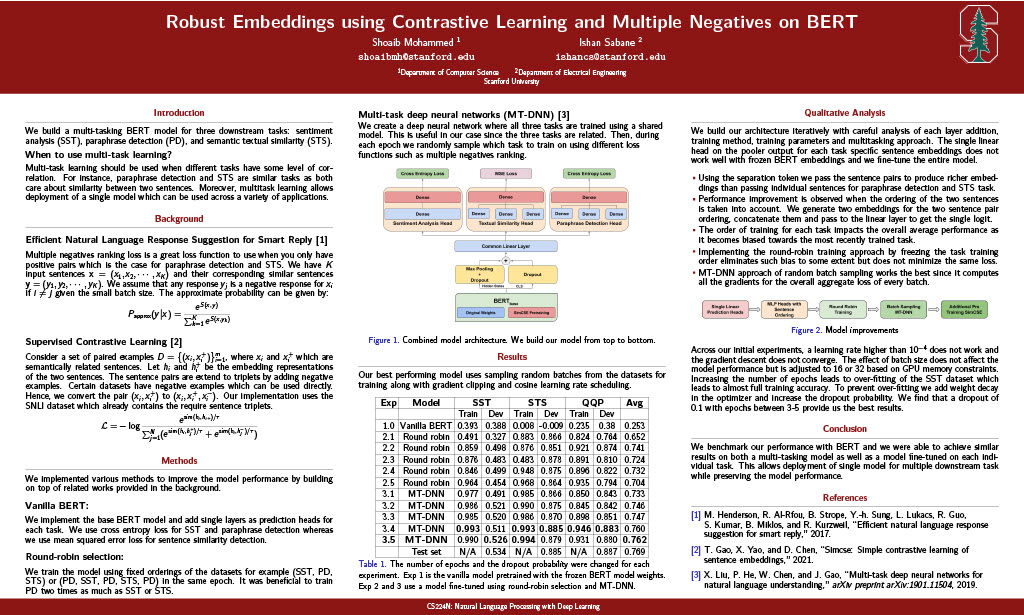 Robust Embeddings using Contrastive Learning and Multiple Negatives on BERT
Shoaib Mohammed 1 Ishan Sabane 2
shoaibmh@stanford.edu ishancs@stanford.edu
1Department of Computer Science 2Department of Electrical Engineering
Stanford University
Introduction
We build a multi-tasking BERT model for three downstream tasks: sentiment
analysis (SST), paraphrase detection (PD), and semantic textual similarity (STS).
When to use multi-task learning?
Multi-task learning should be used when different tasks have some level of cor-
relation. For instance, paraphrase detection and STS are similar tasks as both
care about similarity between two sentences. Moreover, multitask learning allows
deployment of a single model which can be used across a variety of applications.
Background
Efficient Natural Language Response Suggestion for Smart Reply [1]
Multiple negatives ranking loss is a great loss function to use when you only have
positive pairs which is the case for paraphrase detection and STS. We have K
input sentences x = (x1, x2, · · · , xK) and their corresponding similar sentences
y = (y1, y2, · · · , yK). We assume that any response yj is a negative response for xi
if i ≠ j given the small batch size. The approximate probability can be given by:
Papprox(y|x) = e^S(x,y) / Σ^K_k=1 e^S(x,yk)
Supervised Contrastive Learning [2]
Consider a set of paired examples D = {(xi, xi+)}^m_i=1, where xi and xi+ which are
semantically related sentences. Let hi and hi+ be the embedding representations
of the two sentences. The sentence pairs are extend to triplets by adding negative
examples. Certain datasets have negative examples which can be used directly.
Hence, we convert the pair (xi, xi+) to (xi, xi+, xi−). Our implementation uses the
SNLI dataset which already contains the require sentence triplets.
L = − log e^sim(hi,hi+)/τ / Σ^N_j=1(e^sim(hi,hj+)/τ + e^sim(hi,hj−)/τ)
Methods
We implemented various methods to improve the model performance by building
on top of related works provided in the background.
Vanilla BERT:
We implement the base BERT model and add single layers as prediction heads for
each task. We use cross entropy loss for SST and paraphrase detection whereas
we use mean squared error loss for sentence similarity detection.
Round-robin selection:
We train the model using fixed orderings of the datasets for example (SST, PD,
STS) or (PD, SST, PD, STS, PD) in the same epoch. It was beneficial to train
PD two times as much as SST or STS.
Multi-task deep neural networks (MT-DNN) [3]
We create a deep neural network where all three tasks are trained using a shared
model. This is useful in our case since the three tasks are related. Then, during
each epoch we randomly sample which task to train on using different loss
functions such as multiple negatives ranking.
Cross Entropy Loss MSE Loss Cross Entropy Loss
Dense Dense Dense
Dense Dense Dense Dense Dense Dense Dense
Sentiment Analysis Head Textual Similarity Head Paraphrase Detection Head
Common Linear Layer
+
Max Pooling + Dropout Dropout
Hidden States CLS
BERTbase
Original Weights SimCSE Pretraining
Figure 1. Combined model architecture. We build our model from top to bottom.
Results
Our best performing model uses sampling random batches from the datasets for
training along with gradient clipping and cosine learning rate scheduling.
Exp Model SST STS QQP Avg
Train Dev Train Dev Train Dev
1.0 Vanilla BERT 0.393 0.388 0.008 -0.009 0.235 0.38 0.253
2.1 Round robin 0.491 0.327 0.883 0.866 0.824 0.764 0.652
2.2 Round robin 0.859 0.498 0.876 0.851 0.921 0.874 0.741
2.3 Round robin 0.876 0.483 0.878 0.878 0.891 0.810 0.724
2.4 Round robin 0.846 0.499 0.948 0.875 0.896 0.822 0.732
2.5 Round robin 0.964 0.454 0.968 0.864 0.935 0.794 0.704
3.1 MT-DNN 0.977 0.491 0.985 0.866 0.850 0.843 0.733
3.2 MT-DNN 0.986 0.521 0.990 0.875 0.845 0.842 0.746
3.3 MT-DNN 0.985 0.520 0.986 0.870 0.898 0.851 0.747
3.4 MT-DNN 0.993 0.511 0.993 0.885 0.946 0.883 0.760
3.5 MT-DNN 0.990 0.526 0.994 0.879 0.931 0.880 0.762
Test set N/A 0.534 N/A 0.885 N/A 0.887 0.769
Table 1. The number of epochs and the dropout probablity were changed for each
experiment. Exp 1 is the vanilla model pretrained with the frozen BERT model weights.
Exp 2 and 3 use a model fine-tuned using round-robin selection and MT-DNN.
Qualitative Analysis
We build our architecture iteratively with careful analysis of each layer addition,
training method, training parameters and multitasking approach. The single linear
head on the pooler output for each task specific sentence embeddings does not
work well with frozen BERT embeddings and we fine-tune the entire model.
• Using the separation token we pass the sentence pairs to produce richer embed-
dings than passing individual sentences for paraphrase detection and STS task.
• Performance improvement is observed when the ordering of the two sentences
is taken into account. We generate two embeddings for the two sentence pair
ordering, concatenate them and pass to the linear layer to get the single logit.
• The order of training for each task impacts the overall average performance as
it becomes biased towards the most recently trained task.
• Implementing the round-robin training approach by freezing the task training
order eliminates such bias to some extent but does not minimize the same loss.
• MT-DNN approach of random batch sampling works the best since it computes
all the gradients for the overall aggregate loss of every batch.
Single Linear Prediction Heads MLP Heads with Sentence Ordering Round Robin Training Batch Sampling MT-DNN Additional Pre Training SimCSE
Figure 2. Model improvements
Across our initial experiments, a learning rate higher than 10−4 does not work and
the gradient descent does not converge. The effect of batch size does not affect the
model performance but is adjusted to 16 or 32 based on GPU memory constraints.
Increasing the number of epochs leads to over-fitting of the SST dataset which
leads to almost full training accuracy. To prevent over-fitting we add weight decay
in the optimizer and increase the dropout probability. We find that a dropout of
0.1 with epochs between 3-5 provide us the best results.
Conclusion
We benchmark our performance with BERT and we were able to achieve similar
results on both a multi-tasking model as well as a model fine-tuned on each indi-
vidual task. This allows deployment of single model for multiple downstream task
while preserving the model performance.
References
[1] M. Henderson, R. Al-Rfou, B. Strope, Y.-h. Sung, L. Lukacs, R. Guo,
S. Kumar, B. Miklos, and R. Kurzweil, “Efficient natural language response
suggestion for smart reply,” 2017.
[2] T. Gao, X. Yao, and D. Chen, “Simcse: Simple contrastive learning of
sentence embeddings,” 2021.
[3] X. Liu, P. He, W. Chen, and J. Gao, “Multi-task deep neural networks for
natural language understanding,” arXiv preprint arXiv:1901.11504, 2019.
CS224N: Natural Language Processing with Deep Learning